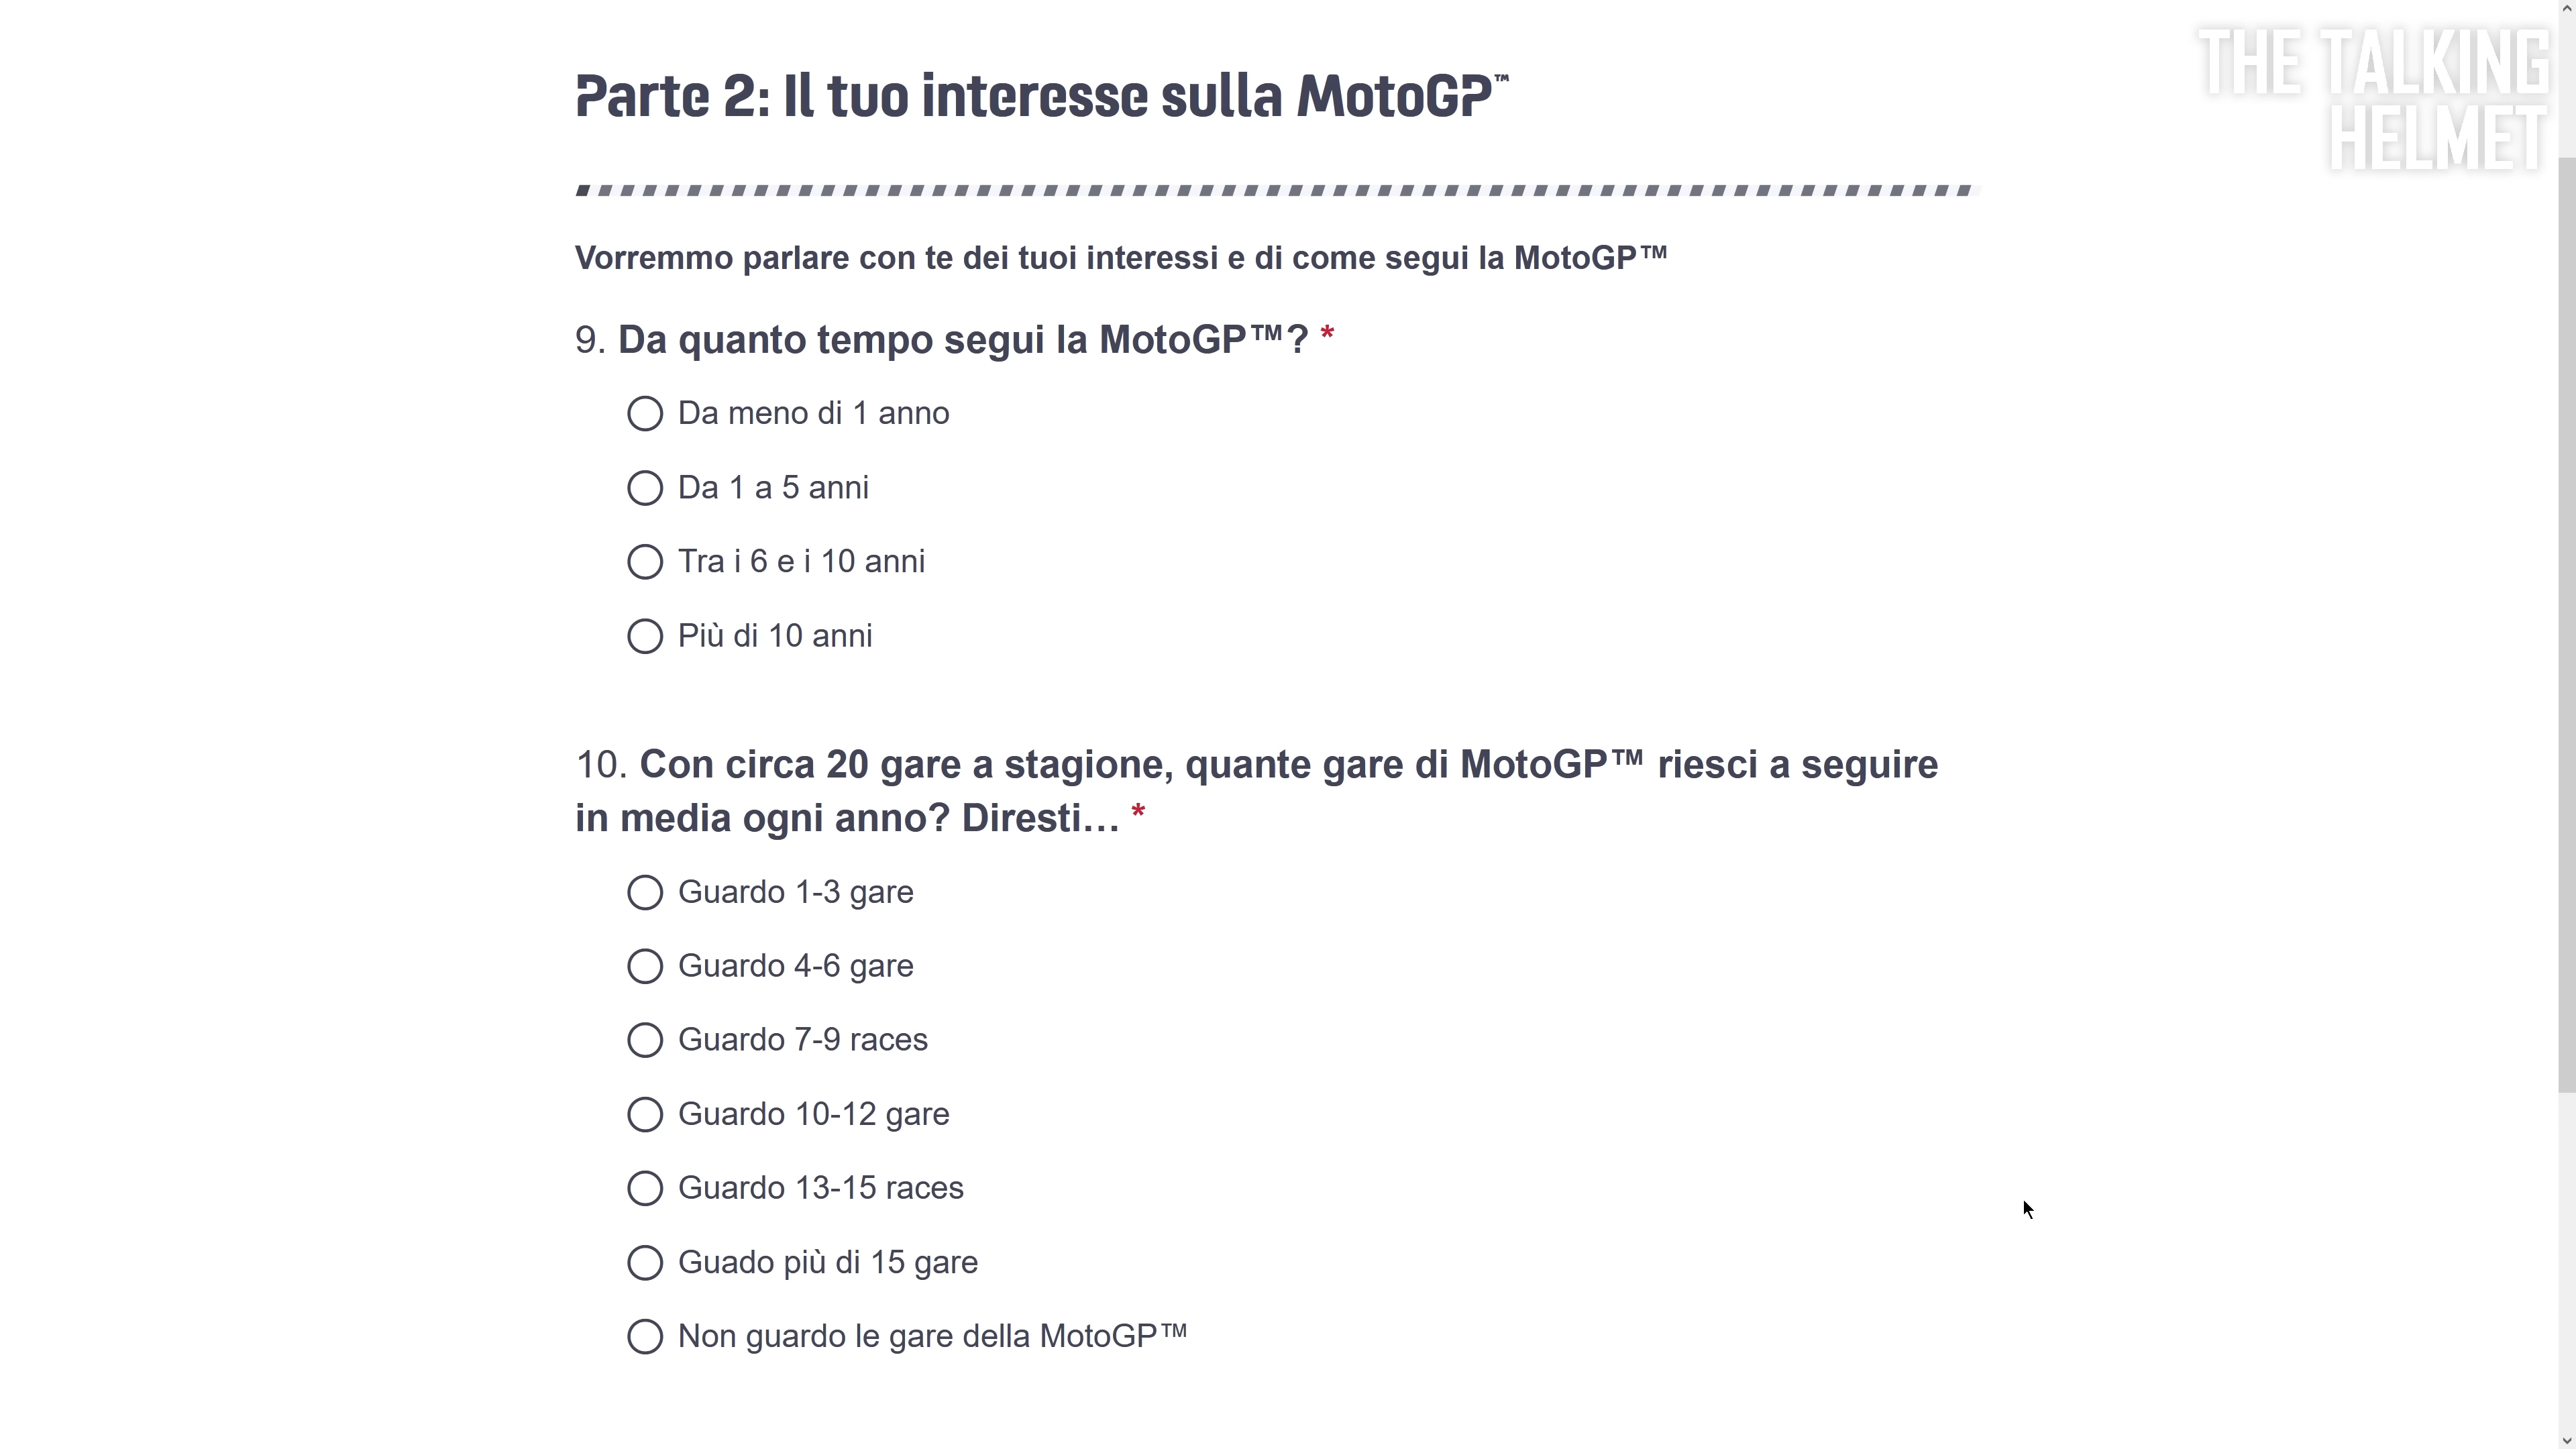 THE TALKING
HELMET
Parte 2: Il tuo interesse sulla MotoGP™
Vorremmo parlare con te dei tuoi interessi e di come segui la MotoGP™
9. Da quanto tempo segui la MotoGP™? *
Da meno di 1 anno
Da 1 a 5 anni
Tra i 6 e i 10 anni
Più di 10 anni
10. Con circa 20 gare a stagione, quante gare di MotoGP™ riesci a seguire
in media ogni anno? Diresti… *
Guardo 1-3 gare
Guardo 4-6 gare
Guardo 7-9 races
Guardo 10-12 gare
Guardo 13-15 races
Guado più di 15 gare
Non guardo le gare della MotoGP™